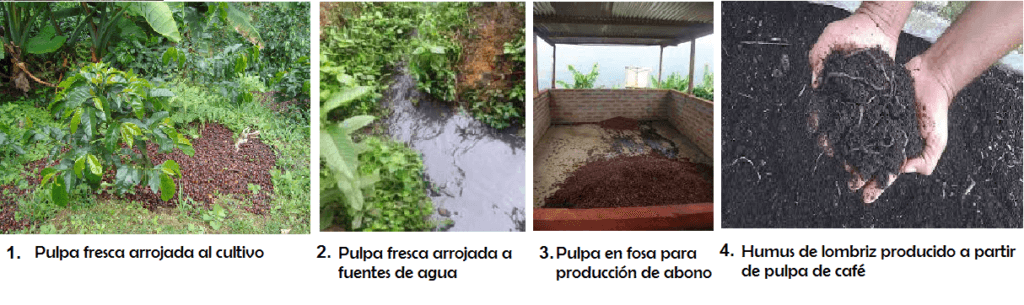 1. Pulpa fresca arrojada al cultivo
2. Pulpa fresca arrojada a
fuentes de agua
3. Pulpa en fosa para
producción de abono
4. Humus de lombriz producido a partir
de pulpa de café